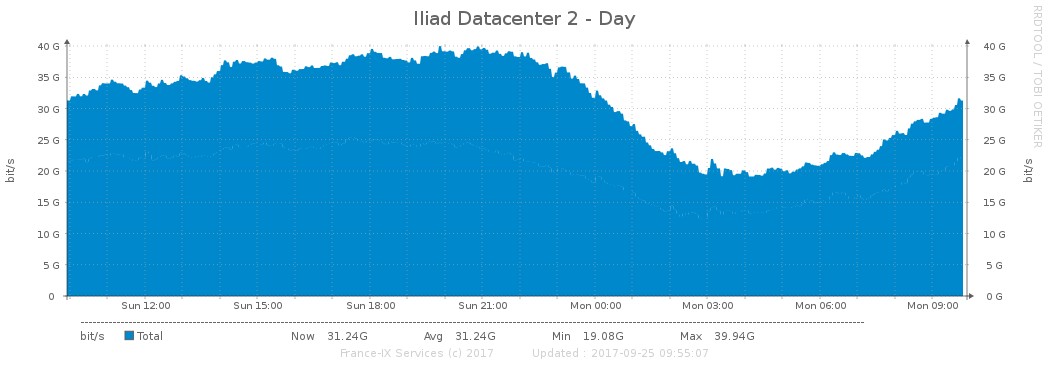 Iliad Datacenter 2 - Day
RRDTOOL / TOBI OETIKER
40 G 40 G
35 G 35 G
30 G 30 G
25 G 25 G
20 G 20 G
15 G 15 G
10 G 10 G
5 G 5 G
0 0 G
bit/s
bit/s
Sun 12:00 Sun 15:00 Sun 18:00 Sun 21:00 Mon 00:00 Mon 03:00 Mon 06:00 Mon 09:00
bit/s Total Now 31.24G Avg 31.24G Min 19.08G Max 39.94G
France-IX Services (c) 2017 Updated : 2017-09-25 09:55:07